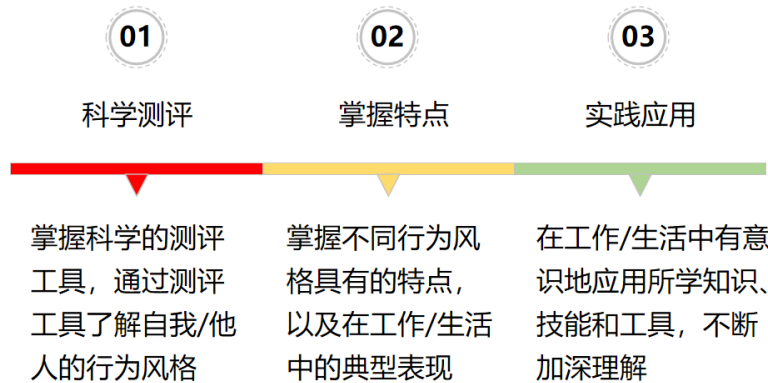 01
科学测评
掌握科学的测评
工具，通过测评
工具了解自我/他
人的行为风格
02
掌握特点
掌握不同行为风
格具有的特点，
以及在工作/生活
中的典型表现
03
实践应用
在工作/生活中有意
识地应用所学知识、
技能和工具，不断
加深理解